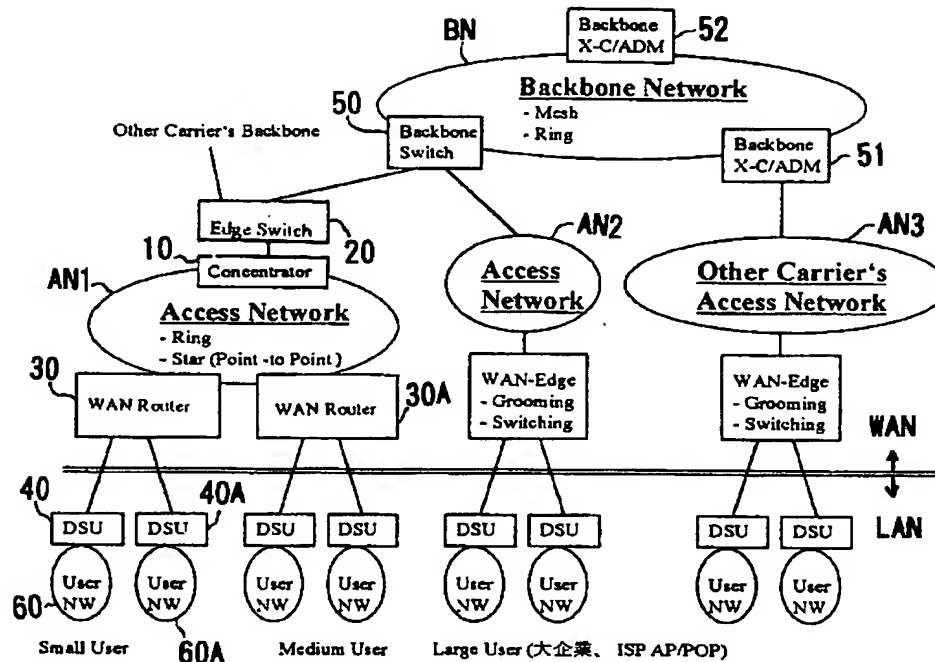 BN
Backbone
X-C/ADM
52
Backbone Network
- Mesh
- Ring
50
Other Carrier's Backbone
Backbone
Switch
Backbone
X-C/ADM
51
Edge Switch
20
10
Concentrator
AN1
AN2
AN3
Access Network
- Ring
- Star (Point -to Point )
Access
Network
Other Carrier's
Access Network
30
WAN Router
WAN Router
30A
WAN-Edge
- Grooming
- Switching
WAN-Edge
- Grooming
- Switching
WAN
LAN
40
DSU
DSU
40A
DSU
DSU
DSU
DSU
DSU
DSU
60
User
NW
User
NW
60A
User
NW
User
NW
User
NW
User
NW
User
NW
User
NW
Small User
Medium User
Large User (大企業、 ISP AP/POP)